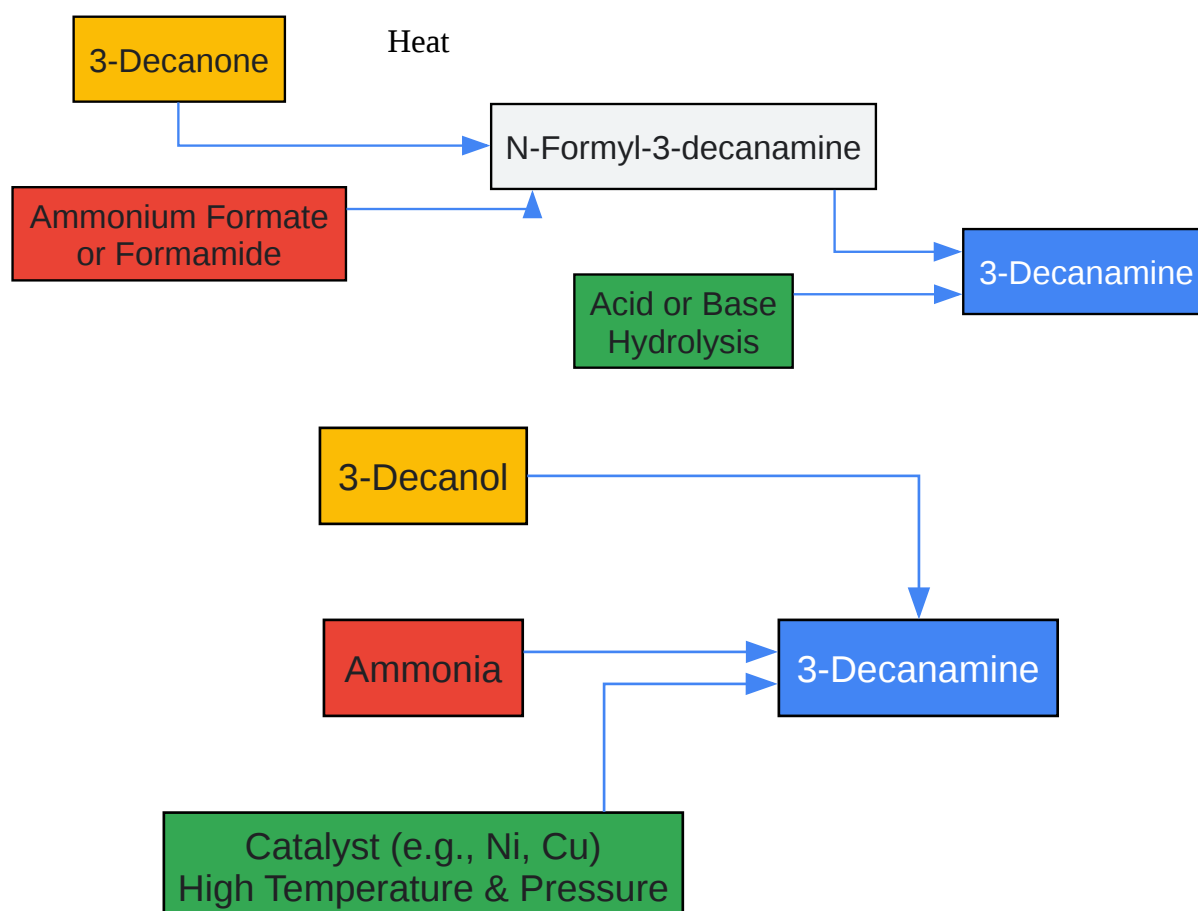 3-Decanone
Heat
N-Formyl-3-decanamine
Ammonium Formate
or Formamide
3-Decanamine
Acid or Base
Hydrolysis
3-Decanol
Ammonia
3-Decanamine
Catalyst (e.g., Ni, Cu)
High Temperature & Pressure